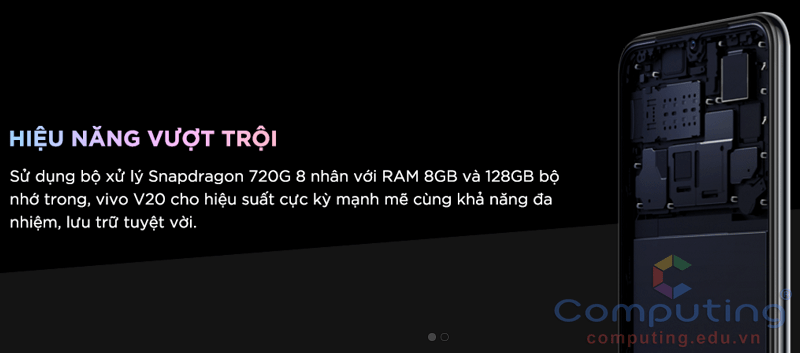 HIỆU NĂNG VƯỢT TRỘI
Sử dụng bộ xử lý Snapdragon 720G 8 nhân với RAM 8GB và 128GB bộ
nhớ trong, vivo V20 cho hiệu suất cực kỳ mạnh mẽ cùng khả năng đa
nhiệm, lưu trữ tuyệt vời.
Computing®
computing.edu.vn